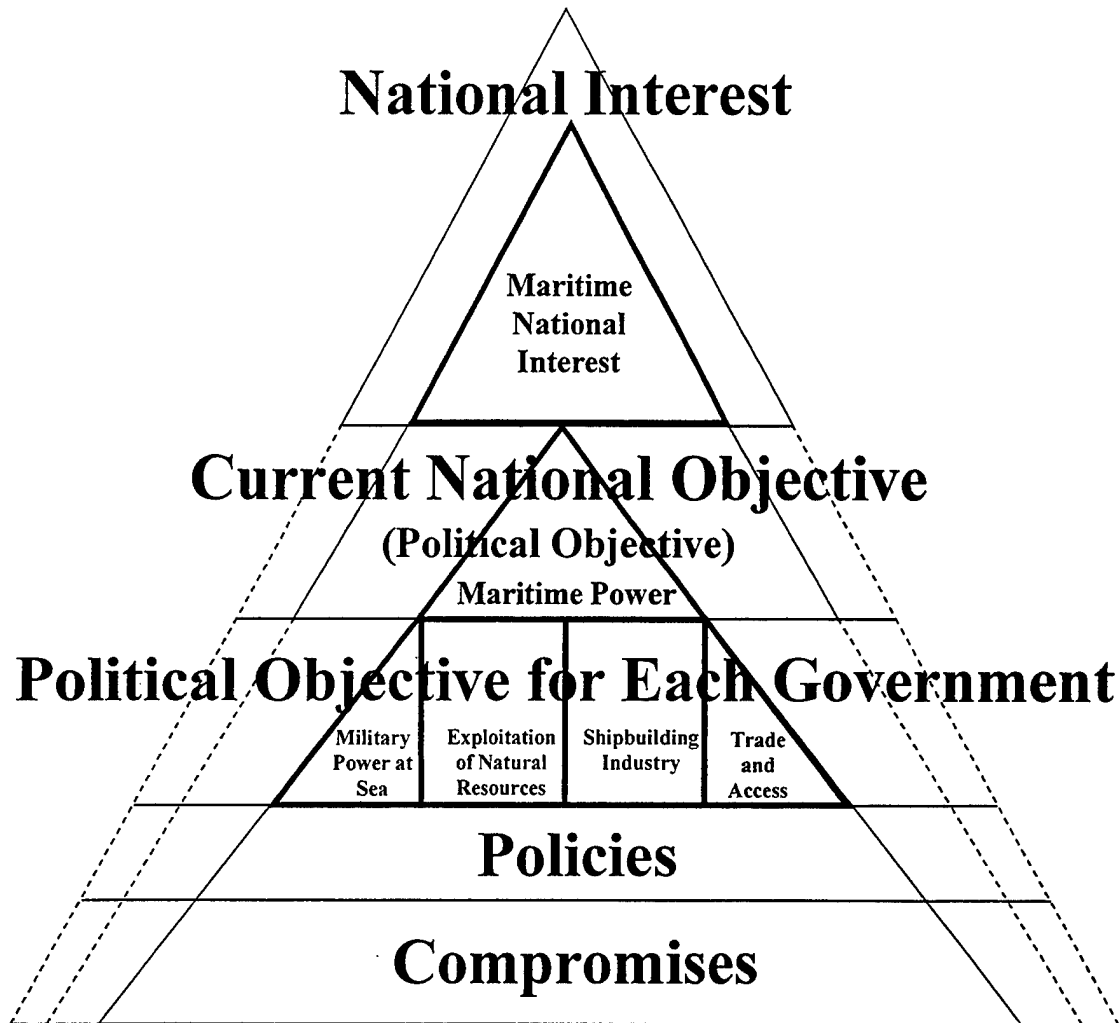 National Interest
Maritime
National
Interest
Current National Objective
(Political Objective)
Maritime Power
Political Objective for Each Government
Military
Power at
Sea
Exploitation
of Natural
Resources
Shipbuilding
Industry
Trade
and
Access
Policies
Compromises